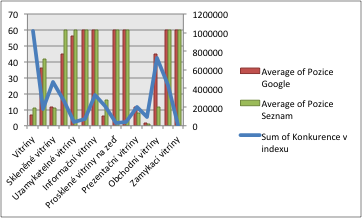 70
60
50
40
30
20
10
0
1200000
1000000
800000
600000
400000
200000
0
Vitríny
Skleněné vitríny
Uzamykatelné vitríny
Informační vitríny
Prosklené vitríny na zeď
Prezentační vitríny
Obchodní vitríny
Zamykací vitríny
Average of Pozice
Google
Average of Pozice
Seznam
Sum of Konkurence v
indexu